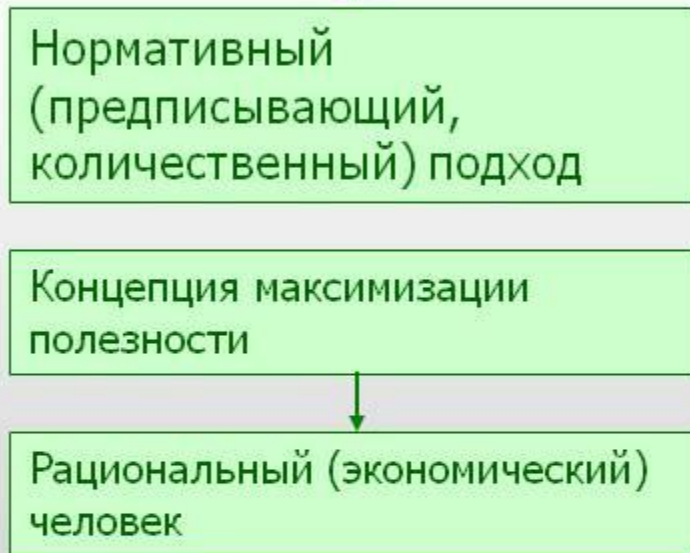 Нормативный
(предписывающий,
количественный) подход
Концепция максимизации
полезности
Рациональный (экономический)
человек